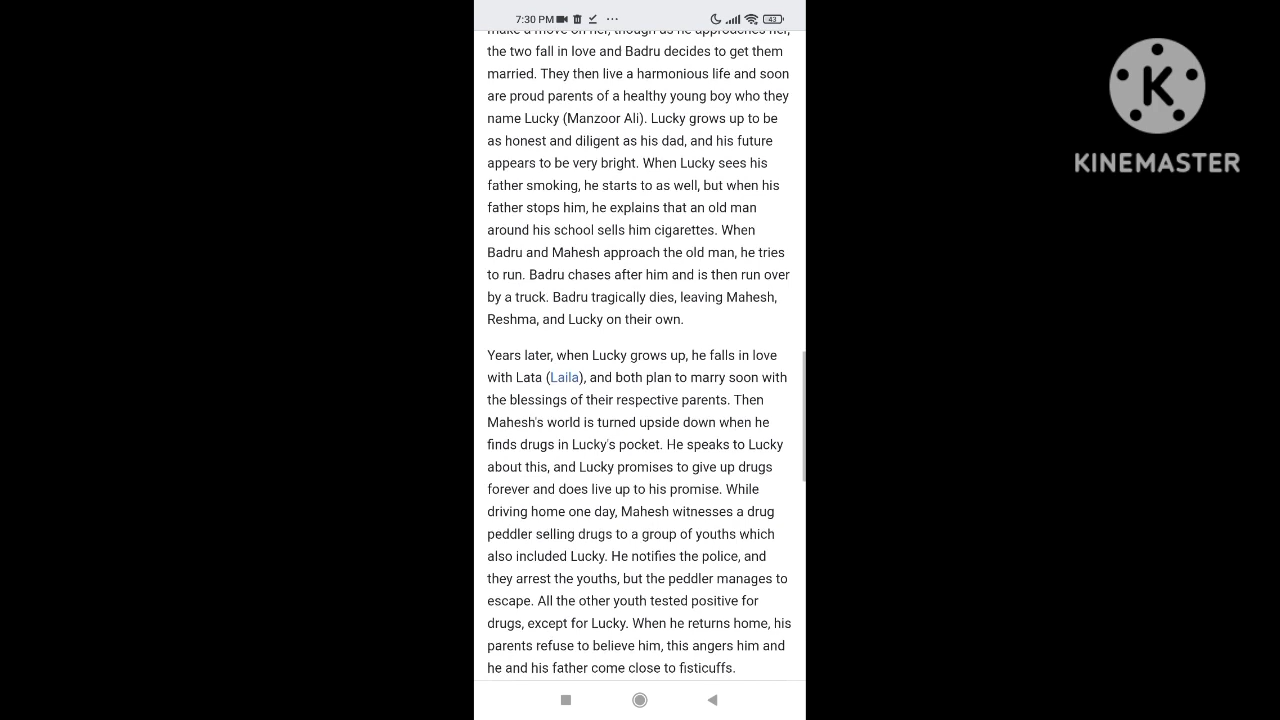 7:30 PM
43
make a move on her, though as he approaches her,
the two fall in love and Badru decides to get them
married. They then live a harmonious life and soon
are proud parents of a healthy young boy who they
name Lucky (Manzoor Ali). Lucky grows up to be
as honest and diligent as his dad, and his future
appears to be very bright. When Lucky sees his
father smoking, he starts to as well, but when his
father stops him, he explains that an old man
around his school sells him cigarettes. When
Badru and Mahesh approach the old man, he tries
to run. Badru chases after him and is then run over
by a truck. Badru tragically dies, leaving Mahesh,
Reshma, and Lucky on their own.
Years later, when Lucky grows up, he falls in love
with Lata (Laila), and both plan to marry soon with
the blessings of their respective parents. Then
Mahesh's world is turned upside down when he
finds drugs in Lucky's pocket. He speaks to Lucky
about this, and Lucky promises to give up drugs
forever and does live up to his promise. While
driving home one day, Mahesh witnesses a drug
peddler selling drugs to a group of youths which
also included Lucky. He notifies the police, and
they arrest the youths, but the peddler manages to
escape. All the other youth tested positive for
drugs, except for Lucky. When he returns home, his
parents refuse to believe him, this angers him and
he and his father come close to fisticuffs.
K
KINEMASTER